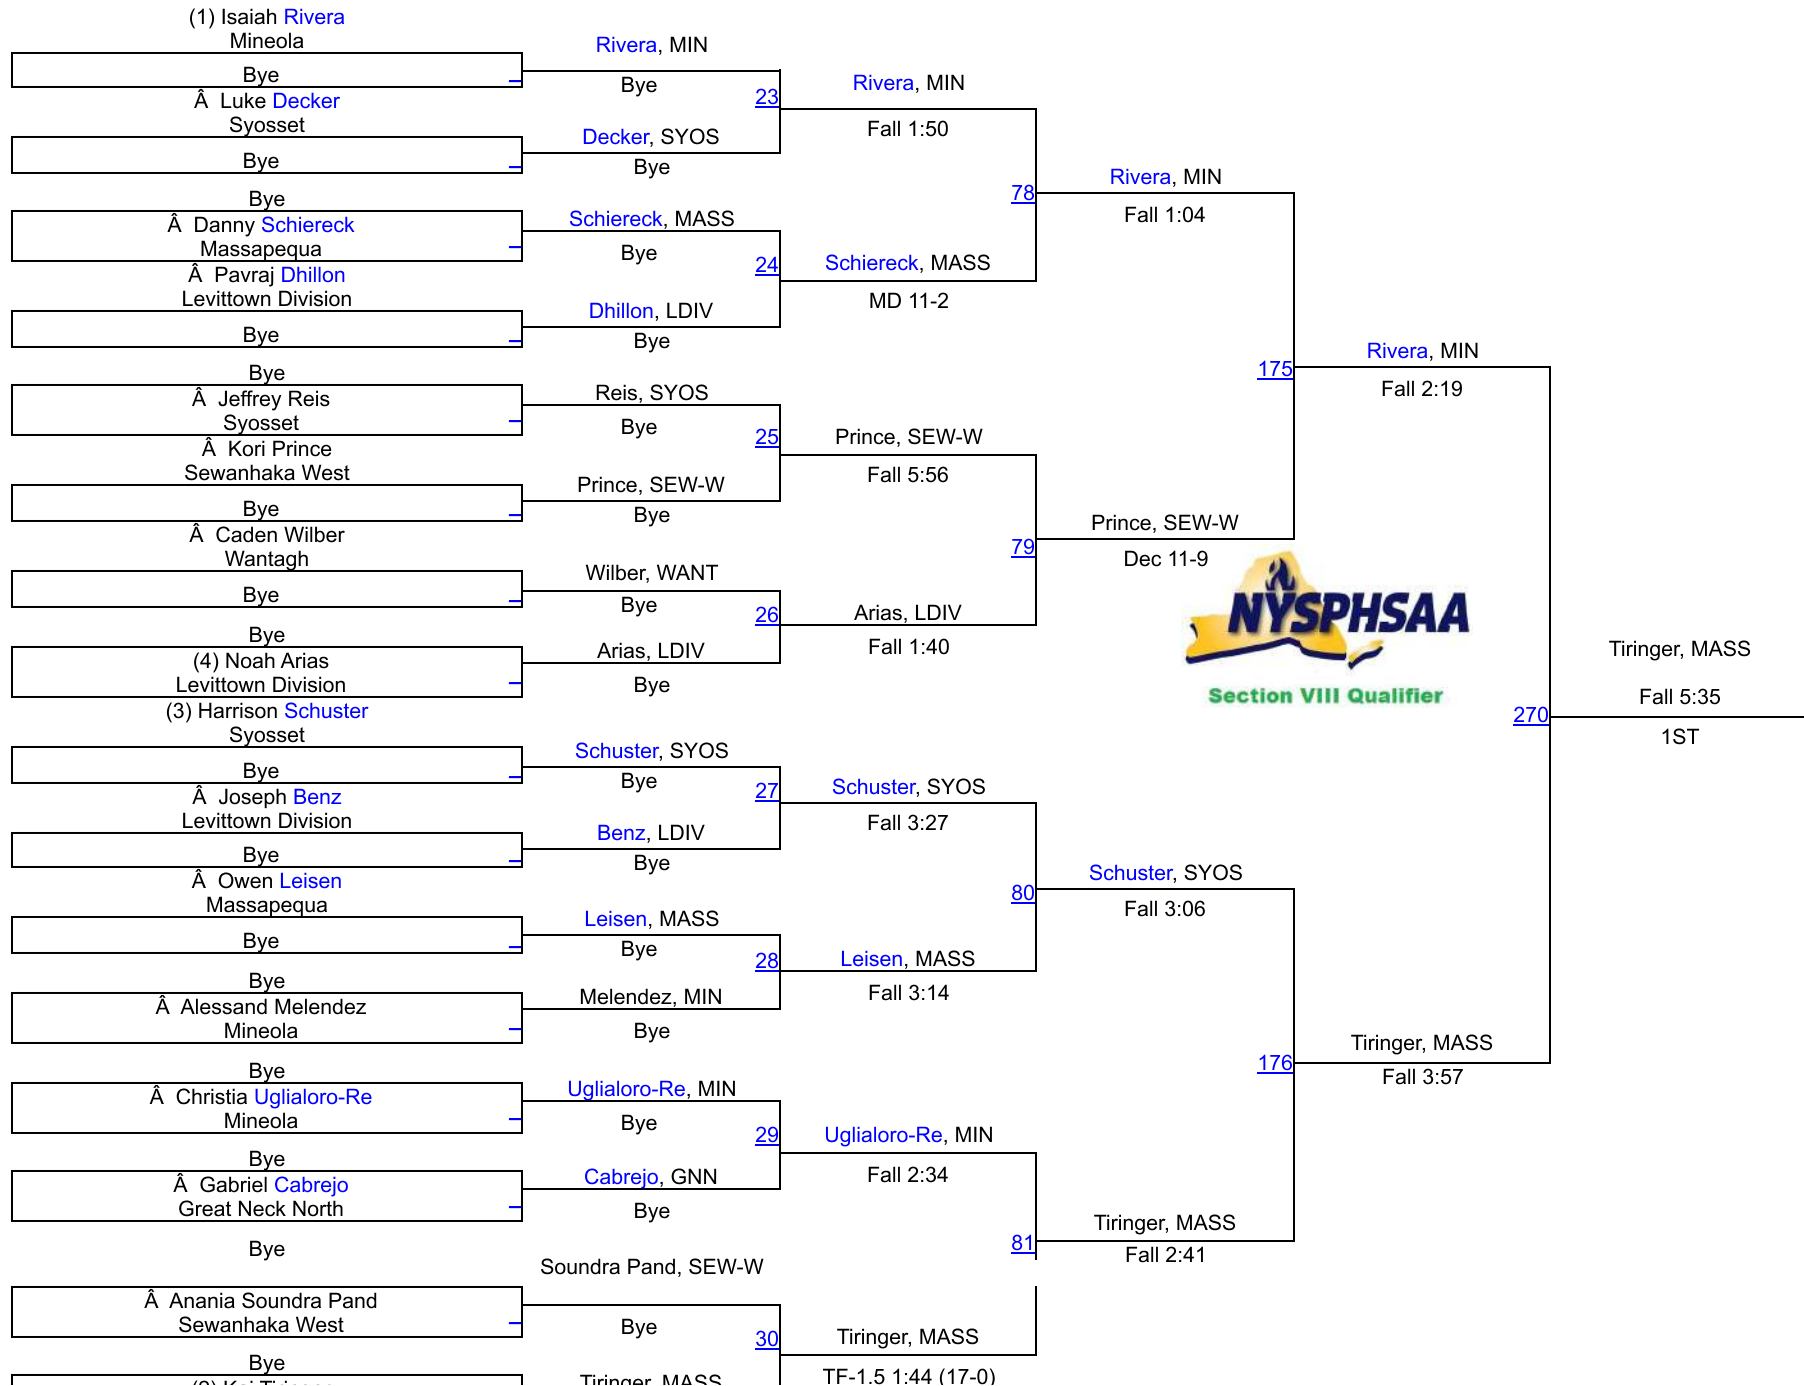 (1) Isaiah Rivera
Mineola
Bye
Â Luke Decker
Syosset
Bye
Bye
Â Danny Schiereck
Massapequa
Â Pavraj Dhillon
Levittown Division
Bye
Bye
Â Jeffrey Reis
Syosset
Â Kori Prince
Sewanhaka West
Bye
Â Caden Wilber
Wantagh
Bye
Bye
(4) Noah Arias
Levittown Division
(3) Harrison Schuster
Syosset
Bye
Â Joseph Benz
Levittown Division
Bye
Â Owen Leisen
Massapequa
Bye
Bye
Â Alessand Melendez
Mineola
Bye
Â Christia Uglialoro-Re
Mineola
Bye
Â Gabriel Cabrejo
Great Neck North
Bye
Â Anania Soundra Pand
Sewanhaka West
Bye
Rivera, MIN
Bye
23
Decker, SYOS
Bye
Schiereck, MASS
Bye
24
Dhillon, LDIV
Bye
Reis, SYOS
Bye
25
Prince, SEW-W
Bye
Wilber, WANT
Bye
26
Arias, LDIV
Bye
Schuster, SYOS
Bye
27
Benz, LDIV
Bye
Leisen, MASS
Bye
28
Melendez, MIN
Bye
Uglialoro-Re, MIN
Bye
29
Cabrejo, GNN
Bye
Soundra Pand, SEW-W
Bye
30
Tiringer, MASS
Rivera, MIN
Fall 1:50
78
Schiereck, MASS
MD 11-2
Prince, SEW-W
Fall 5:56
79
Arias, LDIV
Fall 1:40
Schuster, SYOS
Fall 3:27
80
Leisen, MASS
Fall 3:14
Uglialoro-Re, MIN
Fall 2:34
81
Tiringer, MASS
TF-1.5 1:44 (17-0)
Rivera, MIN
Fall 1:04
175
Prince, SEW-W
Dec 11-9
NYSPHSAA
Section VIII Qualifier
Schuster, SYOS
Fall 3:06
176
Tiringer, MASS
Fall 2:41
Rivera, MIN
Fall 2:19
270
Tiringer, MASS
Fall 3:57
Tiringer, MASS
Fall 5:35
1ST